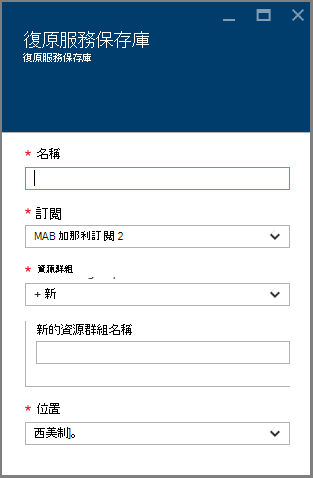 復原服務保存庫
復原服務保存庫
* 名稱
* 訂閱
MAB 加那利訂閱 2
* 資源群組
+ 新
新的資源群組名稱
* 位置
西美制。